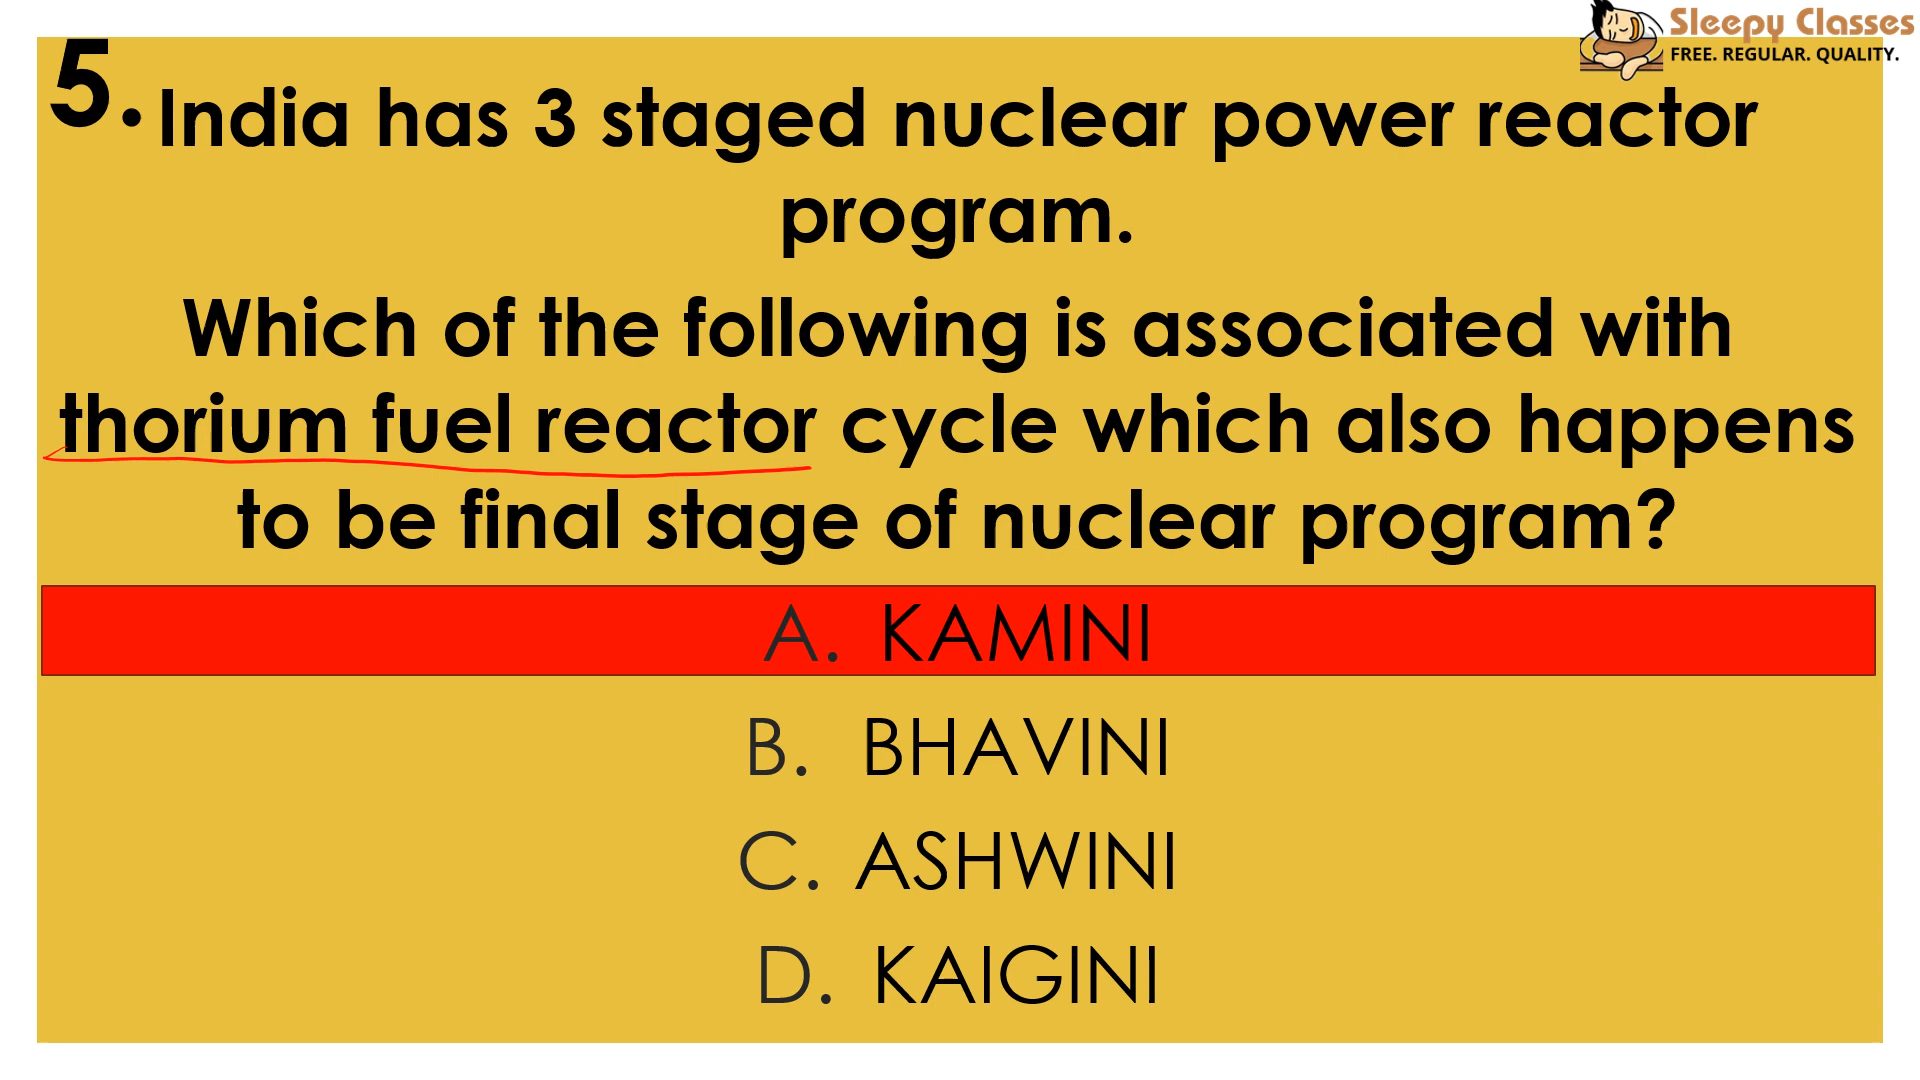 Sleepy Classes
FREE. REGULAR. QUALITY.
5. India has 3 staged nuclear power reactor
program.
Which of the following is associated with
thorium fuel reactor cycle which also happens
to be final stage of nuclear program?
A. KAMINI
B. BHAVINI
C. ASHWINI
D. KAIGINI